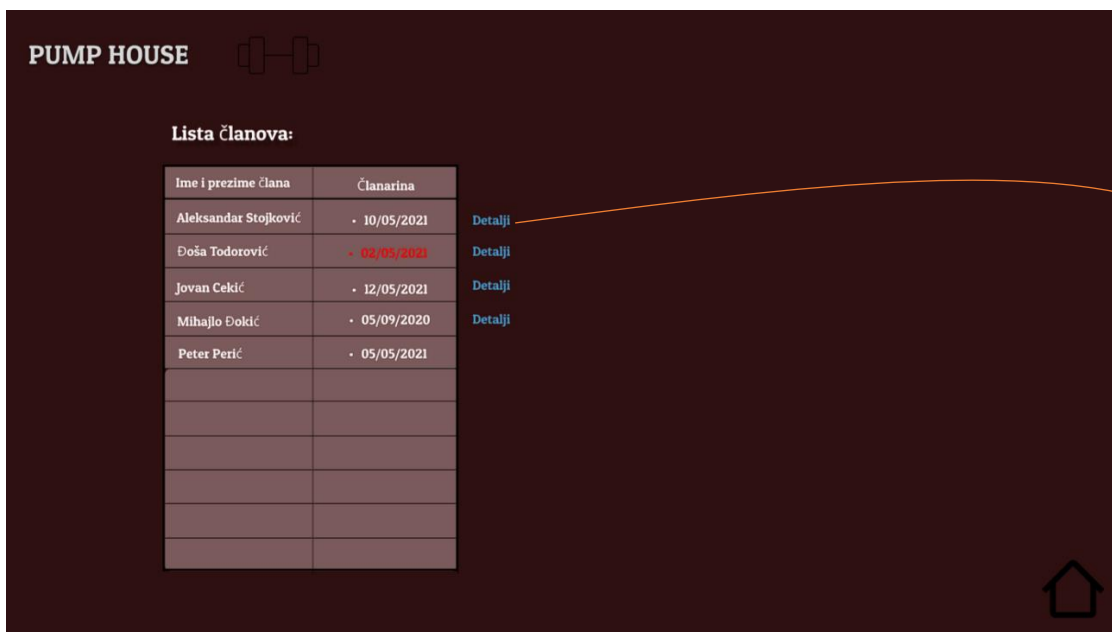 PUMP HOUSE
Lista članova:
Ime i prezime člana Članarina
Aleksandar Stojković • 10/05/2021 Detalji
Đoša Todorović • 02/05/2021 Detalji
Jovan Cekić • 12/05/2021 Detalji
Mihajlo Đokić • 05/09/2020 Detalji
Peter Perić • 05/05/2021